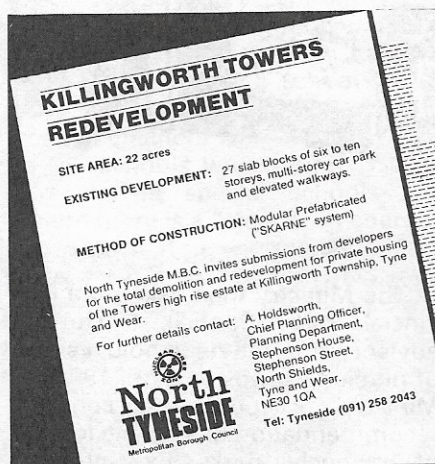 KILLINGWORTH TOWERS
REDEVELOPMENT
SITE AREA: 22 acres
EXISTING DEVELOPMENT: 27 slab blocks of six to ten
storeys, multi-storey car park
and elevated walkways.
METHOD OF CONSTRUCTION: Modular Prefabricated
("SKARNE" system)
North Tyneside M.B.C. invites submissions from developers
for the total demolition and redevelopment for private housing
of the Towers high rise estate at Killingworth Township, Tyne
and Wear.
For further details contact: A. Holdsworth,
Chief Planning Officer,
Planning Department,
Stephenson House,
Stephenson Street,
North Shields,
Tyne and Wear.
NE30 1QA
Tel: Tyneside (091) 258 2043
NUCLEAR FREE
ZONE
North
TYNESIDE
Metropolitan Borough Council